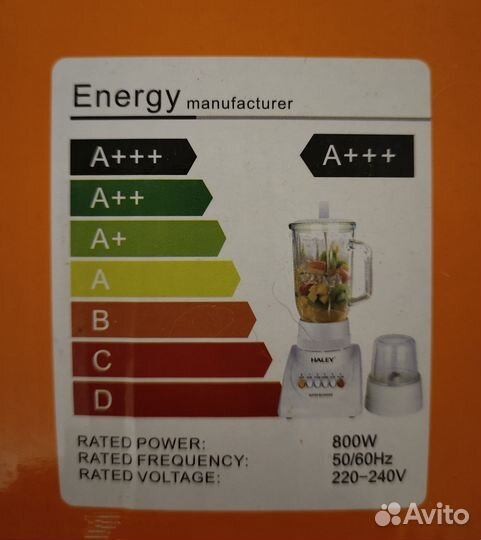 Energy manufacturer
A+++ A+++
A++
A+
A
B
C
D
HALEY
RATED POWER: 800W
RATED FREQUENCY: 50/60Hz
RATED VOLTAGE: 220-240V
Avito